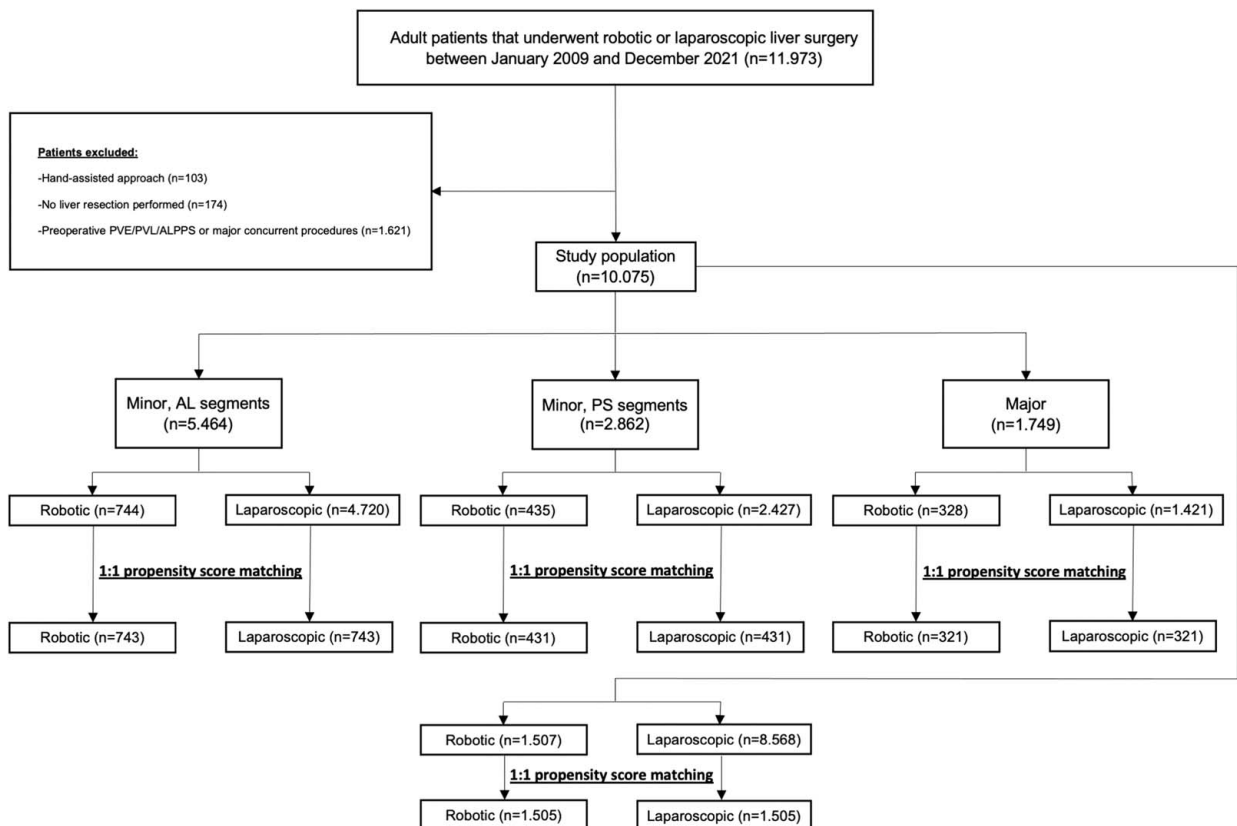 Adult patients that underwent robotic or laparoscopic liver surgery
between January 2009 and December 2021 (n=11.973)
Patients excluded:
-Hand-assisted approach (n=103)
-No liver resection performed (n=174)
-Preoperative PVE/PVL/ALPPS or major concurrent procedures (n=1.621)
Study population
(n=10.075)
Minor, AL segments
(n=5.464)
Minor, PS segments
(n=2.862)
Major
(n=1.749)
Robotic (n=744)
Laparoscopic (n=4.720)
Robotic (n=435)
Laparoscopic (n=2.427)
Robotic (n=328)
Laparoscopic (n=1.421)
1:1 propensity score matching
1:1 propensity score matching
1:1 propensity score matching
Robotic (n=743)
Laparoscopic (n=743)
Robotic (n=431)
Laparoscopic (n=431)
Robotic (n=321)
Laparoscopic (n=321)
Robotic (n=1.507)
Laparoscopic (n=8.568)
1:1 propensity score matching
Robotic (n=1.505)
Laparoscopic (n=1.505)